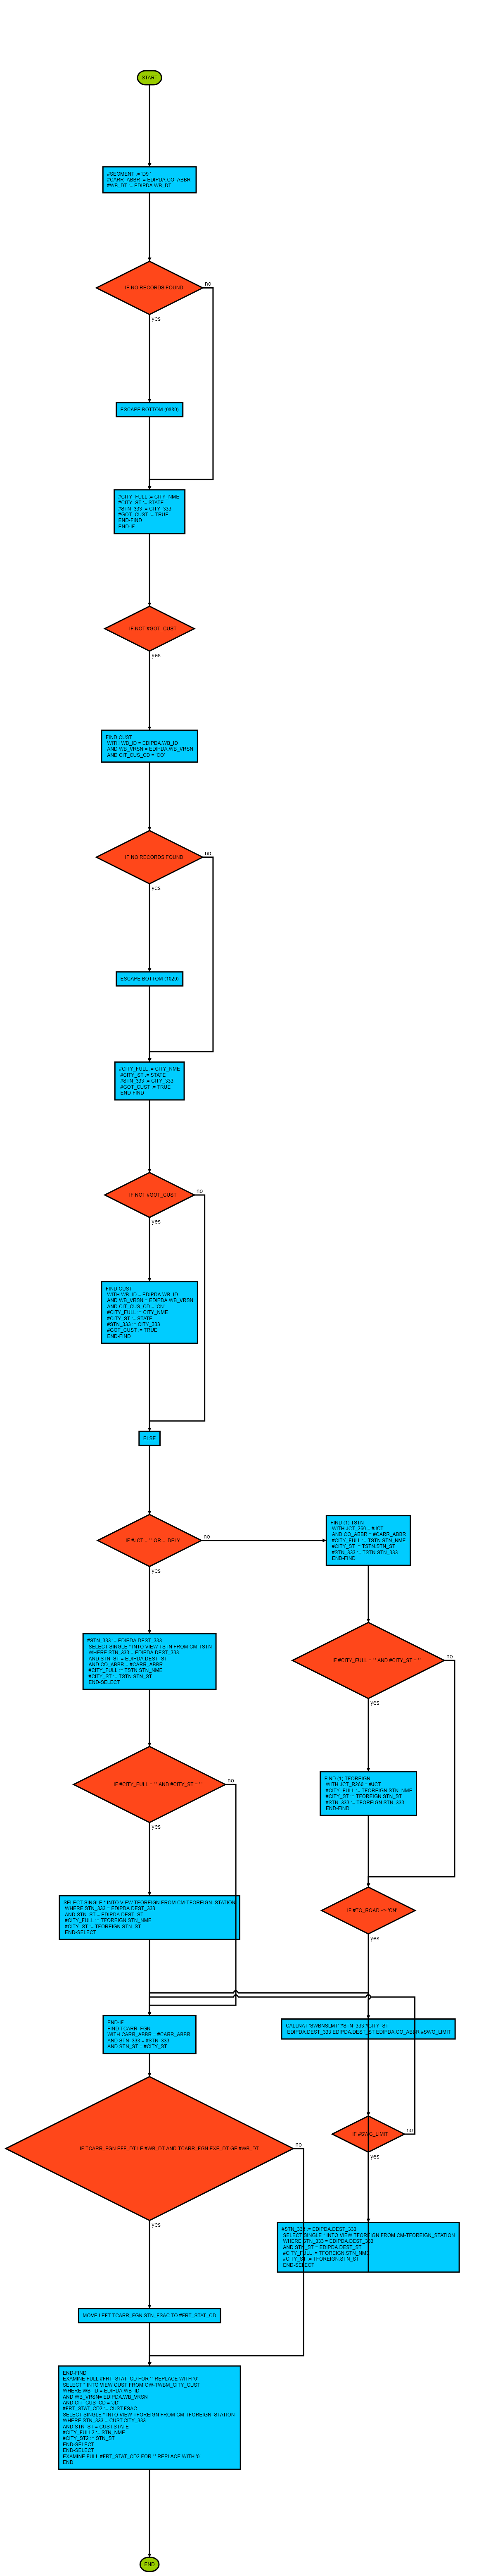 START
#SEGMENT := 'D9 '
#CARR_ABBR := EDIPDA.CO_ABBR
#WB_DT := EDIPDA.WB_DT
IF NO RECORDS FOUND
no
yes
ESCAPE BOTTOM (0880)
#CITY_FULL := CITY_NME
#CITY_ST := STATE
#STN_333 := CITY_333
#GOT_CUST := TRUE
END-FIND
END-IF
IF NOT #GOT_CUST
yes
FIND CUST
WITH WB_ID = EDIPDA.WB_ID
AND WB_VRSN = EDIPDA.WB_VRSN
AND CIT_CUS_CD = 'CO'
IF NO RECORDS FOUND
no
yes
ESCAPE BOTTOM (1020)
#CITY_FULL := CITY_NME
#CITY_ST := STATE
#STN_333 := CITY_333
#GOT_CUST := TRUE
END-FIND
IF NOT #GOT_CUST
no
yes
FIND CUST
WITH WB_ID = EDIPDA.WB_ID
AND WB_VRSN = EDIPDA.WB_VRSN
AND CIT_CUS_CD = 'CN'
#CITY_FULL := CITY_NME
#CITY_ST := STATE
#STN_333 := CITY_333
#GOT_CUST := TRUE
END-FIND
ELSE
IF #JCT = ' ' OR = 'DELY'
no
yes
FIND (1) TSTN
WITH JCT_260 = #JCT
AND CO_ABBR = #CARR_ABBR
#CITY_FULL := TSTN.STN_NME
#CITY_ST := TSTN.STN_ST
#STN_333 := TSTN.STN_333
END-FIND
#STN_333 := EDIPDA.DEST_333
SELECT SINGLE * INTO VIEW TSTN FROM CM-TSTN
WHERE STN_333 = EDIPDA.DEST_333
AND STN_ST = EDIPDA.DEST_ST
AND CO_ABBR = #CARR_ABBR
#CITY_FULL := TSTN.STN_NME
#CITY_ST := TSTN.STN_ST
END-SELECT
IF #CITY_FULL = ' ' AND #CITY_ST = ' '
no
yes
IF #CITY_FULL = ' ' AND #CITY_ST = ' '
no
yes
FIND (1) TFOREIGN
WITH JCT_R260 = #JCT
#CITY_FULL := TFOREIGN.STN_NME
#CITY_ST := TFOREIGN.STN_ST
#STN_333 := TFOREIGN.STN_333
END-FIND
SELECT SINGLE * INTO VIEW TFOREIGN FROM CM-TFOREIGN_STATION
WHERE STN_333 = EDIPDA.DEST_333
AND STN_ST = EDIPDA.DEST_ST
#CITY_FULL := TFOREIGN.STN_NME
#CITY_ST := TFOREIGN.STN_ST
END-SELECT
IF #TO_ROAD == 'CN'
yes
END-IF
FIND TCARR_FGN
WITH CARR_ABBR = #CARR_ABBR
AND STN_333 = #STN_333
AND STN_ST = #CITY_ST
CALLNAT 'SWBNSLMT' #STN_333 #CITY_ST
EDIPDA.DEST_333 EDIPDA.DEST_ST EDIPDA.CO_ABBR #SWG_LIMIT
IF #SWG_LIMIT
no
yes
IF TCARR_FGN.EFF_DT LE #WB_DT AND TCARR_FGN.EXP_DT GE #WB_DT
no
yes
#STN_333 := EDIPDA.DEST_333
SELECT SINGLE * INTO VIEW TFOREIGN FROM CM-TFOREIGN_STATION
WHERE STN_333 = EDIPDA.DEST_333
AND STN_ST = EDIPDA.DEST_ST
#CITY_FULL := TFOREIGN.STN_NME
#CITY_ST := TFOREIGN.STN_ST
END-SELECT
MOVE LEFT TCARR_FGN.STN_FSAC TO #FRT_STAT_CD
END-FIND
EXAMINE FULL #FRT_STAT_CD FOR ' ' REPLACE WITH '0'
SELECT * INTO VIEW CUST FROM OW-TWBM_CITY_CUST
WHERE WB_ID = EDIPDA.WB_ID
AND WB_VRSN= EDIPDA.WB_VRSN
AND CIT_CUS_CD = 'JD'
#FRT_STAT_CD2 := CUST.FSAC
SELECT SINGLE * INTO VIEW TFOREIGN FROM CM-TFOREIGN_STATION
WHERE STN_333 = CUST.CITY_333
AND STN_ST = CUST.STATE
#CITY_FULL2 := STN_NME
#CITY_ST2 := STN_ST
END-SELECT
END-SELECT
EXAMINE FULL #FRT_STAT_CD2 FOR ' ' REPLACE WITH '0'
END
END